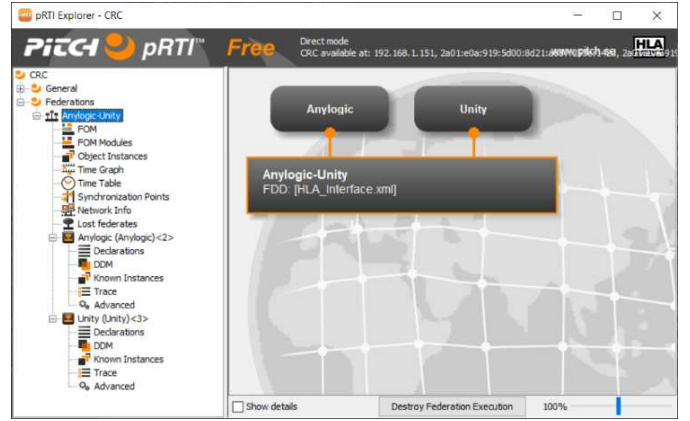 pRTI Explorer - CRC
PITCH pRTI™ Free
Direct mode
CRC available at: 192.168.1.151, 2a01:e0a:919:5d00:8d21:
www.pitch.se
HLA
CRC
General
Federations
Anylogic-Unity
FOM
FOM Modules
Object Instances
Time Graph
Time Table
Synchronization Points
Network Info
Lost federates
Anylogic (Anylogic)<2>
Declarations
DDM
Known Instances
Trace
Advanced
Unity (Unity)<3>
Declarations
DDM
Known Instances
Trace
Advanced
Anylogic
Unity
Anylogic-Unity
FDD: [HLA_Interface.xml]
Show details
Destroy Federation Execution
100%